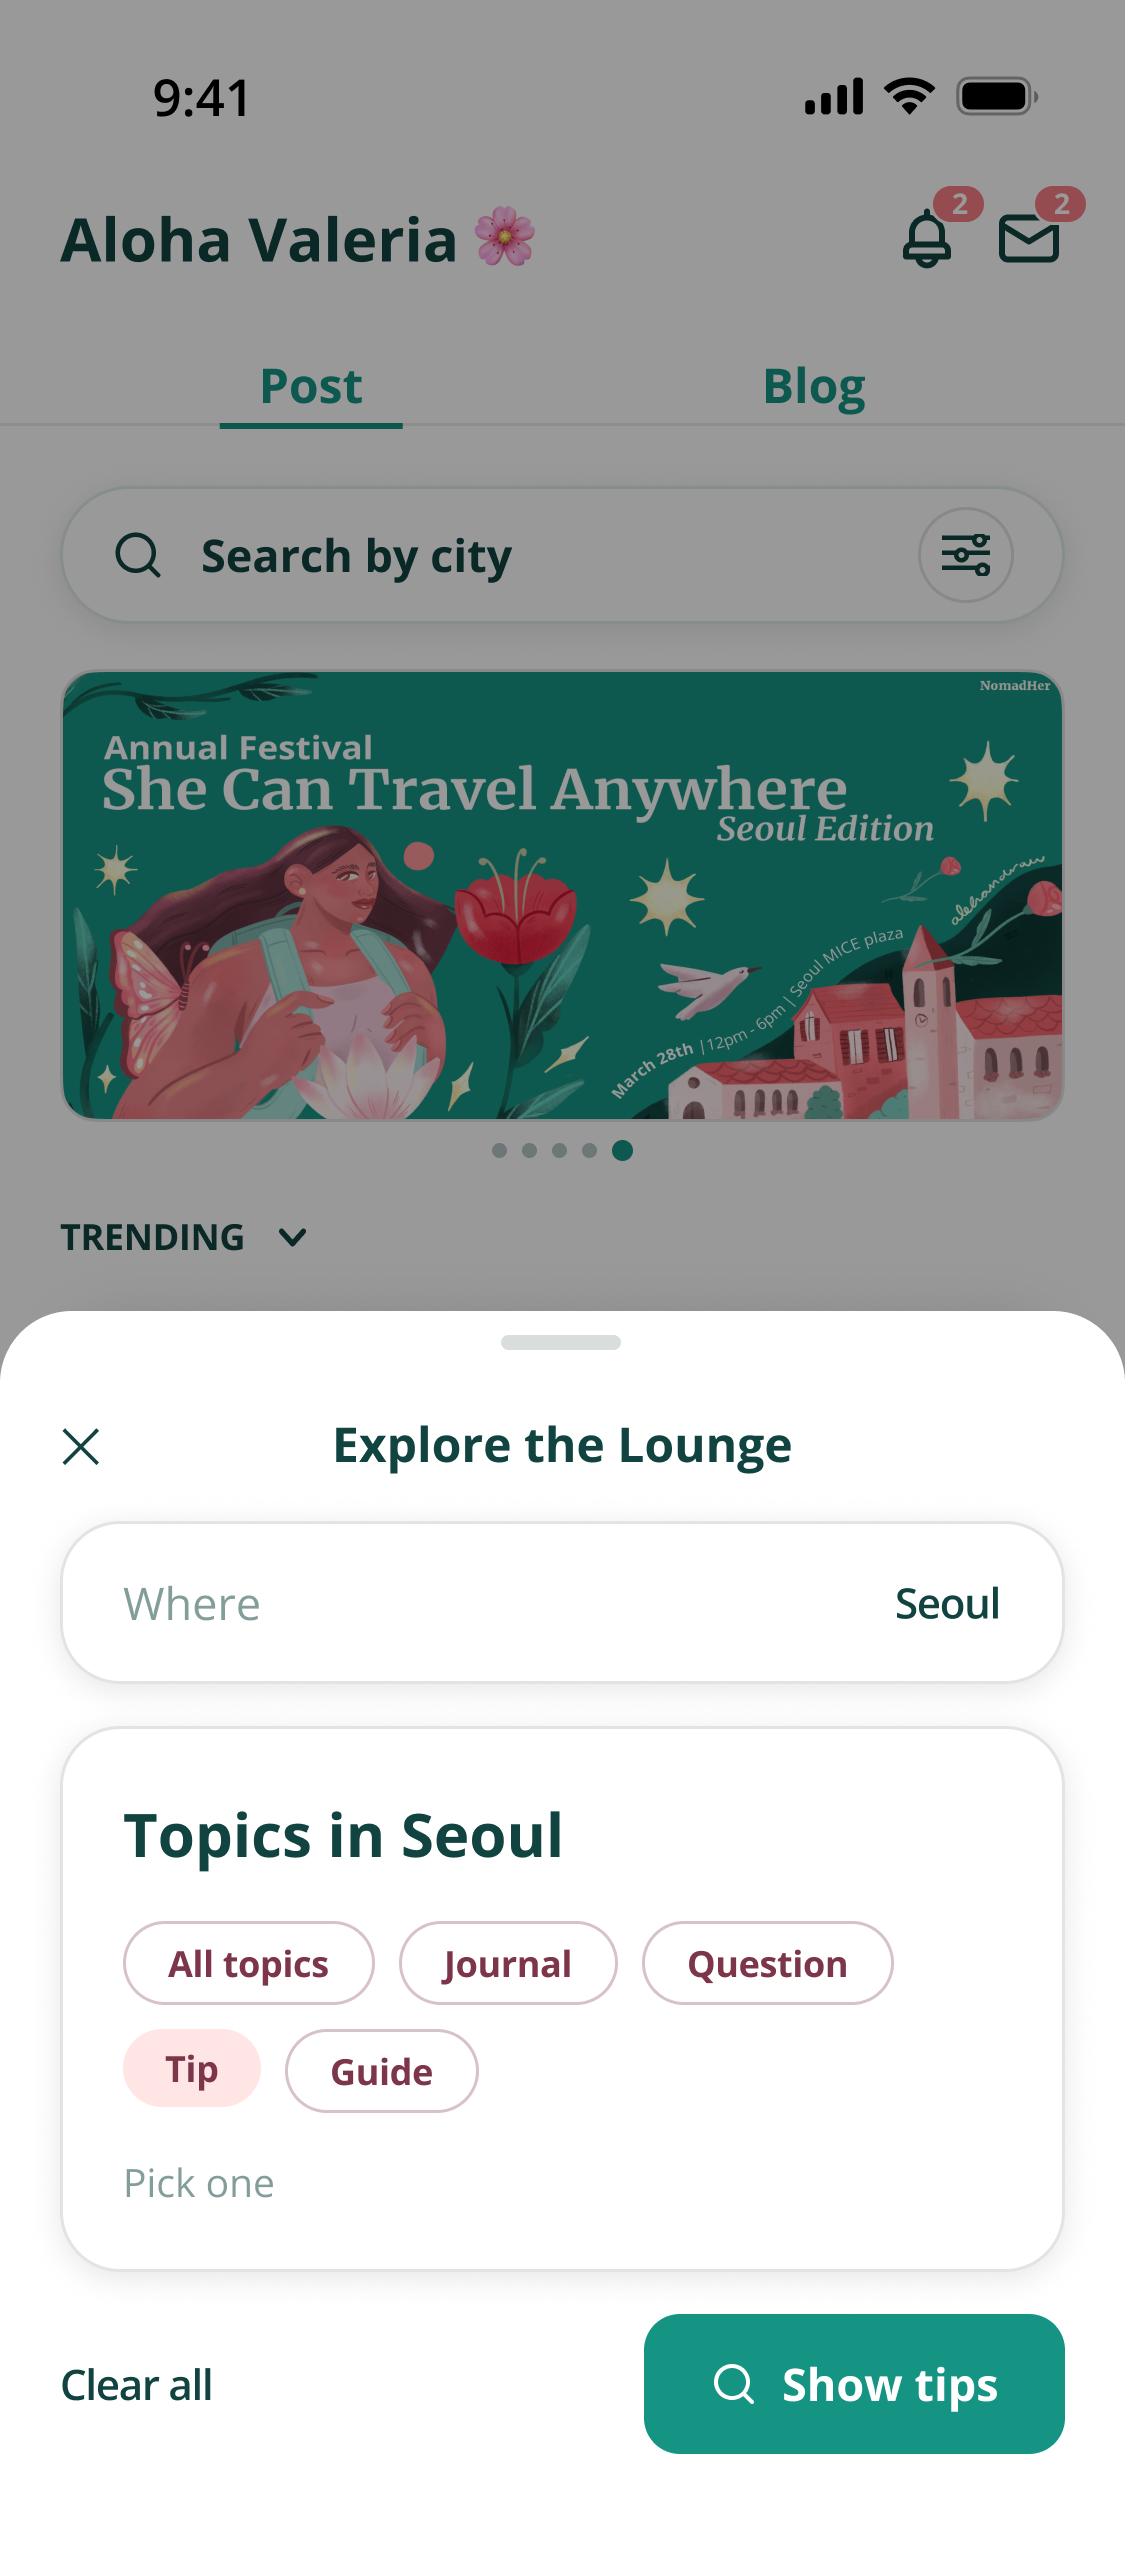 9:41
Aloha Valeria 🌸
2
2
Post
Blog
Search by city
NomadHer
Annual Festival
She Can Travel Anywhere
Seoul Edition
alehandraw
March 28th | 12pm - 6pm | Seoul MICE plaza
TRENDING
Explore the Lounge
Where
Seoul
Topics in Seoul
All topics
Journal
Question
Tip
Guide
Pick one
Clear all
Show tips